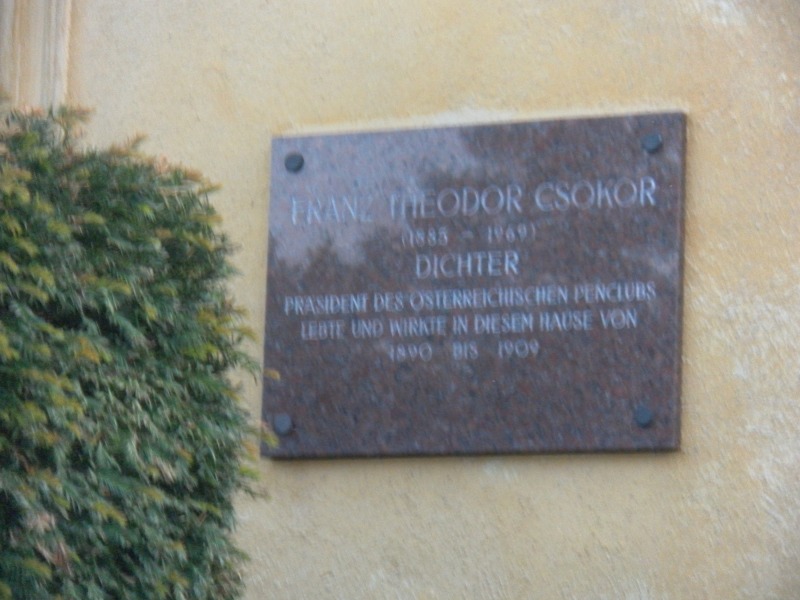 FRANZ THEODOR CSOKOR
(1885 - 1969)
DICHTER
PRÄSIDENT DES ÖSTERREICHISCHEN PENCLUBS
LEBTE UND WIRKTE IN DIESEM HAUSE VON
1890 BIS 1909